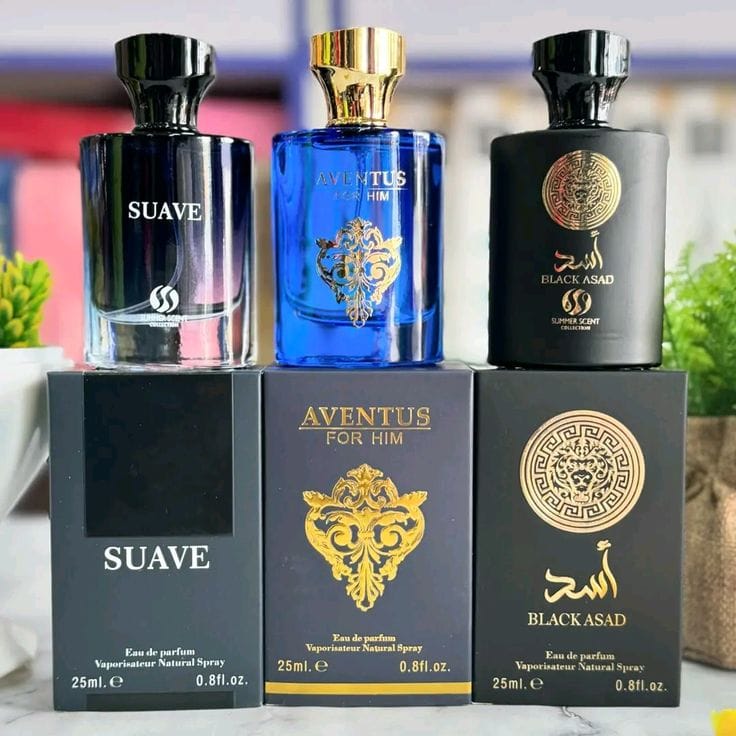 SUAVE
SUMMER SCENT
COLLECTION
AVENTUS
FOR HIM
أسد
BLACK ASAD
SUMMER SCENT
COLLECTION
SUAVE
Eau de parfum
Vaporisateur Natural Spray
25ml. e 0.8fl.oz.
AVENTUS
FOR HIM
Eau de parfum
Vaporisateur Natural Spray
25ml. e 0.8fl.oz.
أسد
BLACK ASAD
Eau de parfum
Vaporisateur Natural Spray
25ml. e 0.8fl.oz.